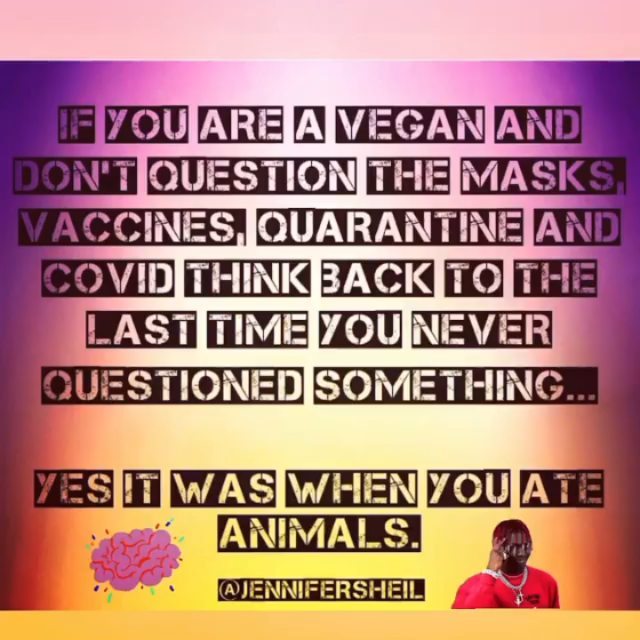 IF YOU ARE A VEGAN AND
DON'T QUESTION THE MASKS,
VACCINES, QUARANTINE AND
COVID THINK BACK TO THE
LAST TIME YOU NEVER
QUESTIONED SOMETHING...
YES IT WAS WHEN YOU ATE
ANIMALS.
@JENNIFERSHEIL